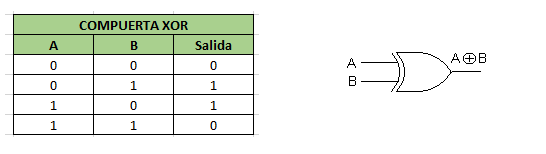 COMPUERTA XOR
A B Salida
0 0 0
0 1 1
1 0 1
1 1 0
A
B
A⊕B